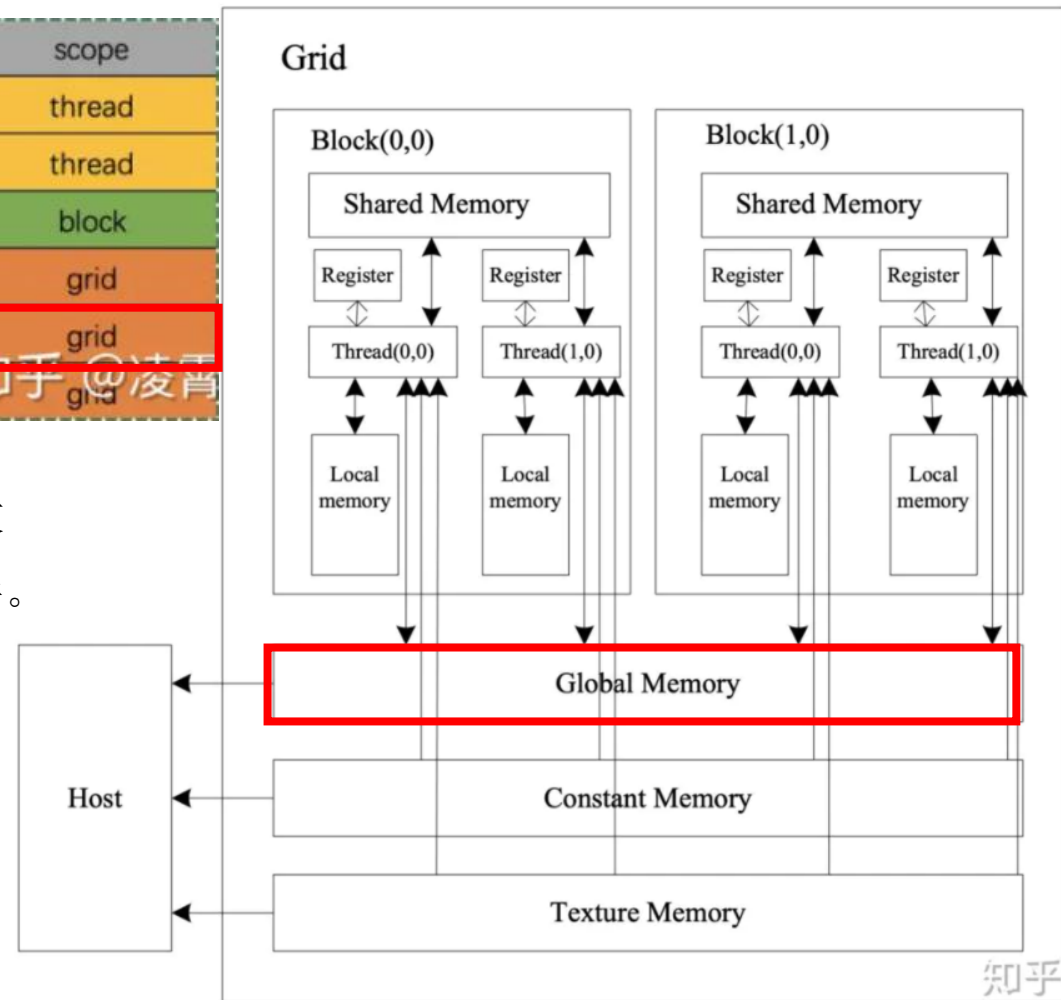 scope
thread
thread
block
grid
grid
知乎 @凌霄
grid
。
Grid
Block(0,0)
Shared Memory
Register
Register
Thread(0,0)
Thread(1,0)
Local
memory
Local
memory
Block(1,0)
Shared Memory
Register
Register
Thread(0,0)
Thread(1,0)
Local
memory
Local
memory
Host
Global Memory
Constant Memory
Texture Memory
知乎